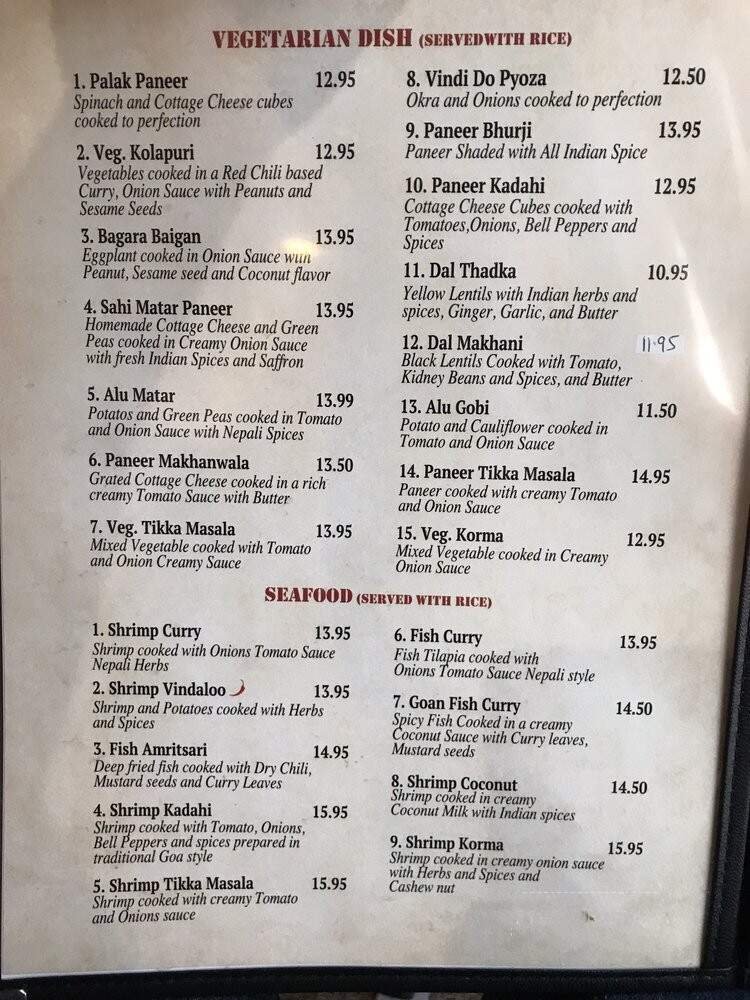 VEGETARIAN DISH (SERVEDWITH RICE)
1. Palak Paneer 12.95
Spinach and Cottage Cheese cubes
cooked to perfection
2. Veg. Kolapuri 12.95
Vegetables cooked in a Red Chili based
Curry, Onion Sauce with Peanuts and
Sesame Seeds
3. Bagara Baigan 13.95
Eggplant cooked in Onion Sauce with
Peanut, Sesame seed and Coconut flavor
4. Sahi Matar Paneer 13.95
Homemade Cottage Cheese and Green
Peas cooked in Creamy Onion Sauce
with fresh Indian Spices and Saffron
5. Alu Matar 13.99
Potatos and Green Peas cooked in Tomato
and Onion Sauce with Nepali Spices
6. Paneer Makhanwala 13.50
Grated Cottage Cheese cooked in a rich
creamy Tomato Sauce with Butter
7. Veg. Tikka Masala 13.95
Mixed Vegetable cooked with Tomato
and Onion Creamy Sauce
8. Vindi Do Pyoza 12.50
Okra and Onions cooked to perfection
9. Paneer Bhurji 13.95
Paneer Shaded with All Indian Spice
10. Paneer Kadahi 12.95
Cottage Cheese Cubes cooked with
Tomatoes,Onions, Bell Peppers and
Spices
11. Dal Thadka 10.95
Yellow Lentils with Indian herbs and
spices, Ginger, Garlic, and Butter
12. Dal Makhani 11.95
Black Lentils Cooked with Tomato,
Kidney Beans and Spices, and Butter
13. Alu Gobi 11.50
Potato and Cauliflower cooked in
Tomato and Onion Sauce
14. Paneer Tikka Masala 14.95
Paneer cooked with creamy Tomato
and Onion Sauce
15. Veg. Korma 12.95
Mixed Vegetable cooked in Creamy
Onion Sauce
SEAFOOD (SERVED WITH RICE)
1. Shrimp Curry 13.95
Shrimp cooked with Onions Tomato Sauce
Nepali Herbs
2. Shrimp Vindaloo 13.95
Shrimp and Potatoes cooked with Herbs
and Spices
3. Fish Amritsari 14.95
Deep fried fish cooked with Dry Chili,
Mustard seeds and Curry Leaves
4. Shrimp Kadahi 15.95
Shrimp cooked with Tomato, Onions,
Bell Peppers and spices prepared in
traditional Goa style
5. Shrimp Tikka Masala 15.95
Shrimp cooked with creamy Tomato
and Onions sauce
6. Fish Curry 13.95
Fish Tilapia cooked with
Onions Tomato Sauce Nepali style
7. Goan Fish Curry 14.50
Spicy Fish Cooked in a creamy
Coconut Sauce with Curry leaves,
Mustard seeds
8. Shrimp Coconut 14.50
Shrimp cooked in creamy
Coconut Milk with Indian spices
9. Shrimp Korma 15.95
Shrimp cooked in creamy onion sauce
with Herbs and Spices and
Cashew nut